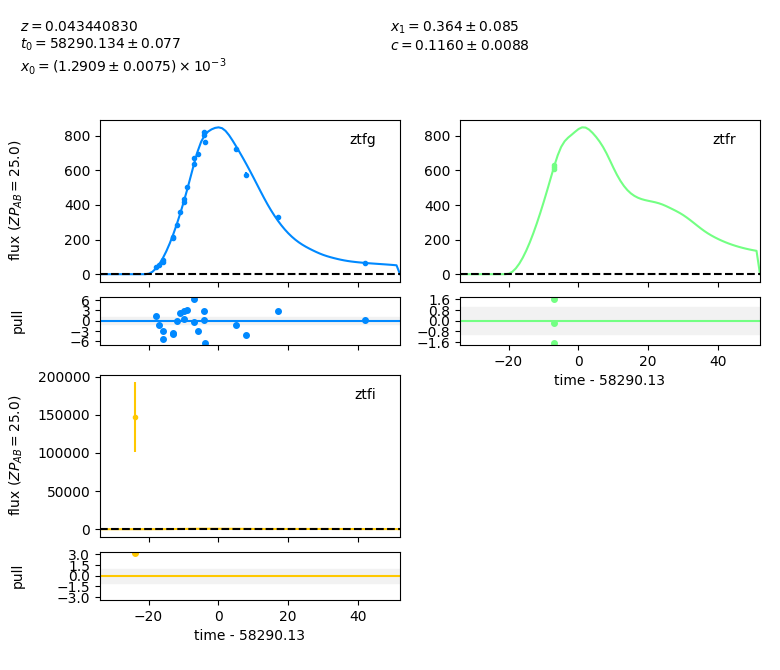 z = 0.043440830
t₀ = 58290.134 ± 0.077
x₀ = (1.2909 ± 0.0075) × 10⁻³
x₁ = 0.364 ± 0.085
c = 0.1160 ± 0.0088
flux (ZP_AB = 25.0)
800
600
400
200
0
ztfg
pull
6
3
0
−3
−6
800
600
400
200
0
ztfr
1.6
0.8
0.0
−0.8
−1.6
−20 0 20 40
time - 58290.13
flux (ZP_AB = 25.0)
200000
150000
100000
50000
0
ztfi
pull
3.0
1.5
0.0
−1.5
−3.0
−20 0 20 40
time - 58290.13